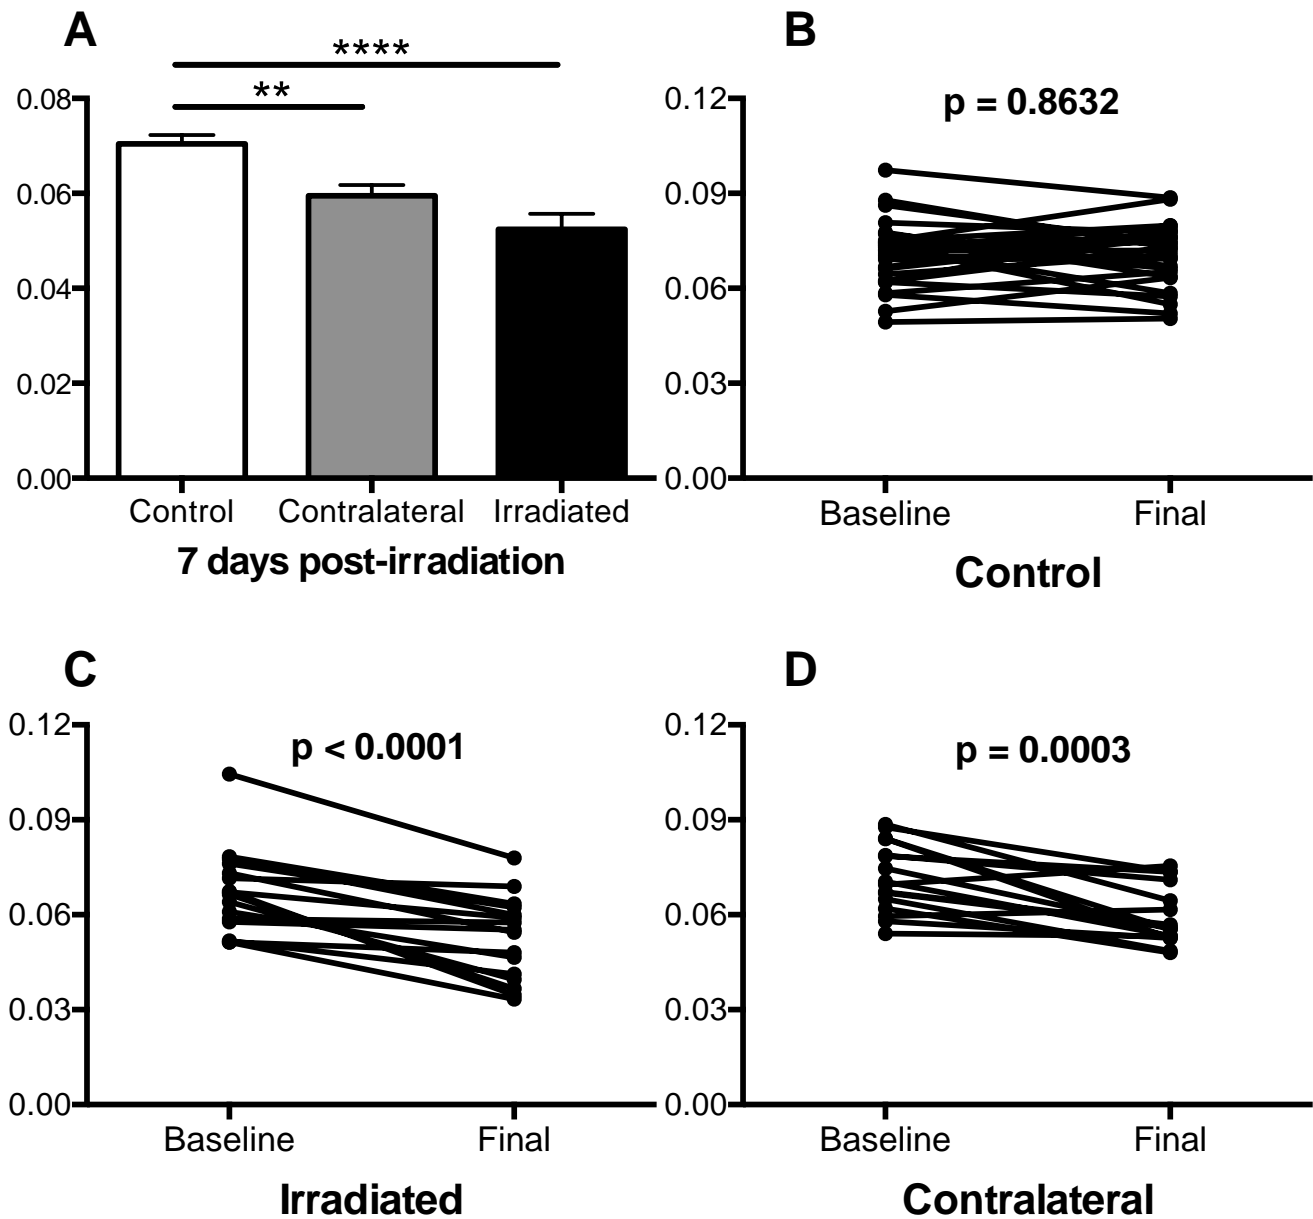 A
****
**
0.08
0.06
0.04
0.02
0.00
Control Contralateral Irradiated
7 days post-irradiation
B
p = 0.8632
0.12
0.09
0.06
0.03
0.00
Baseline Final
Control
C
p < 0.0001
0.12
0.09
0.06
0.03
0.00
Baseline Final
Irradiated
D
p = 0.0003
0.12
0.09
0.06
0.03
0.00
Baseline Final
Contralateral